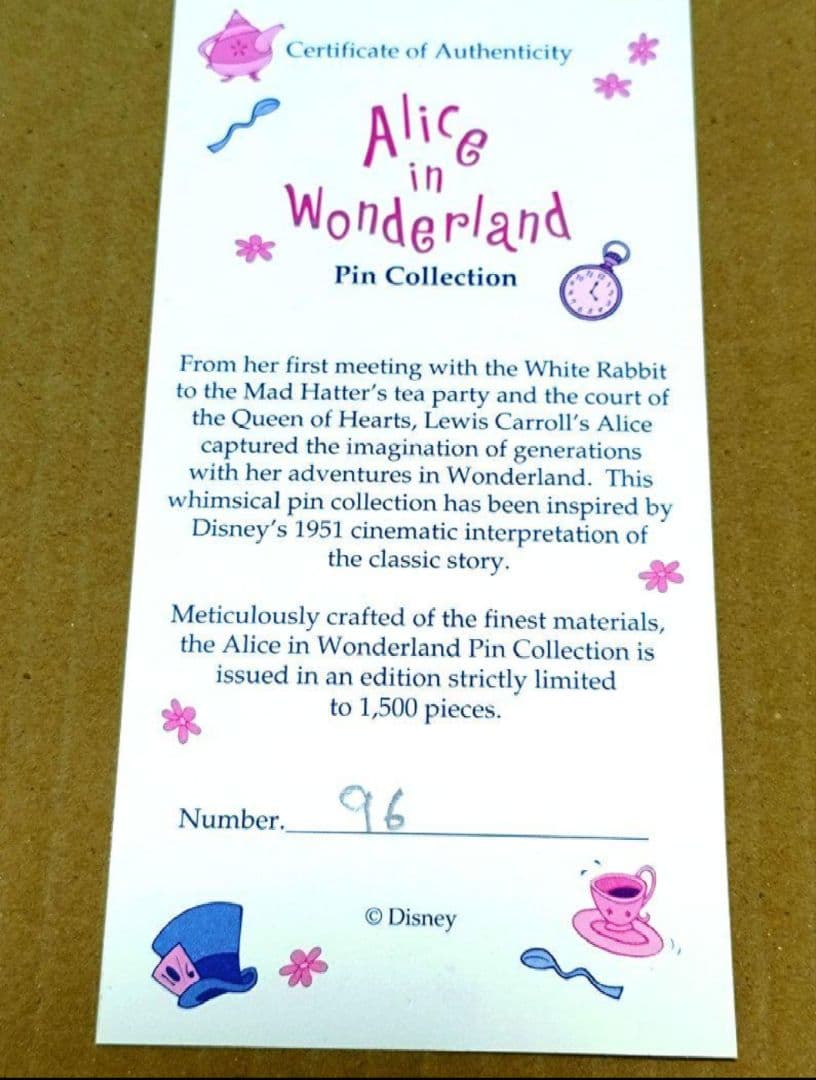 Certificate of Authenticity
Alice
in
Wonderland
Pin Collection
From her first meeting with the White Rabbit
to the Mad Hatter's tea party and the court of
the Queen of Hearts, Lewis Carroll's Alice
captured the imagination of generations
with her adventures in Wonderland.  This
whimsical pin collection has been inspired by
Disney's 1951 cinematic interpretation of
the classic story.
Meticulously crafted of the finest materials,
the Alice in Wonderland Pin Collection is
issued in an edition strictly limited
to 1,500 pieces.
Number. 96
© Disney